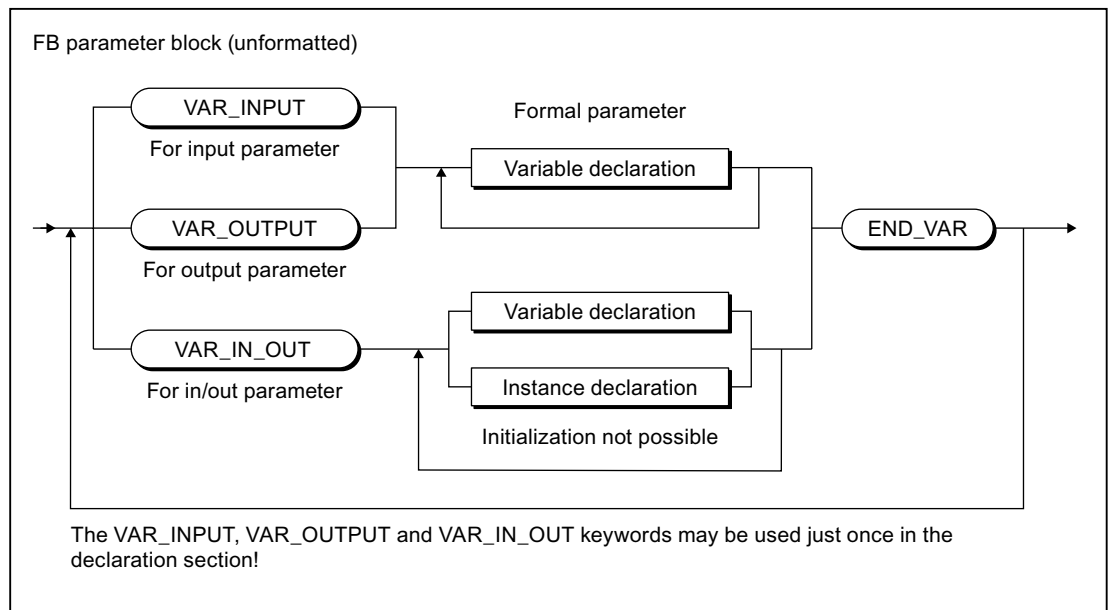 FB parameter block (unformatted)
VAR_INPUT
For input parameter
Formal parameter
Variable declaration
VAR_OUTPUT
For output parameter
END_VAR
VAR_IN_OUT
For in/out parameter
Variable declaration
Instance declaration
Initialization not possible
The VAR_INPUT, VAR_OUTPUT and VAR_IN_OUT keywords may be used just once in the
declaration section!